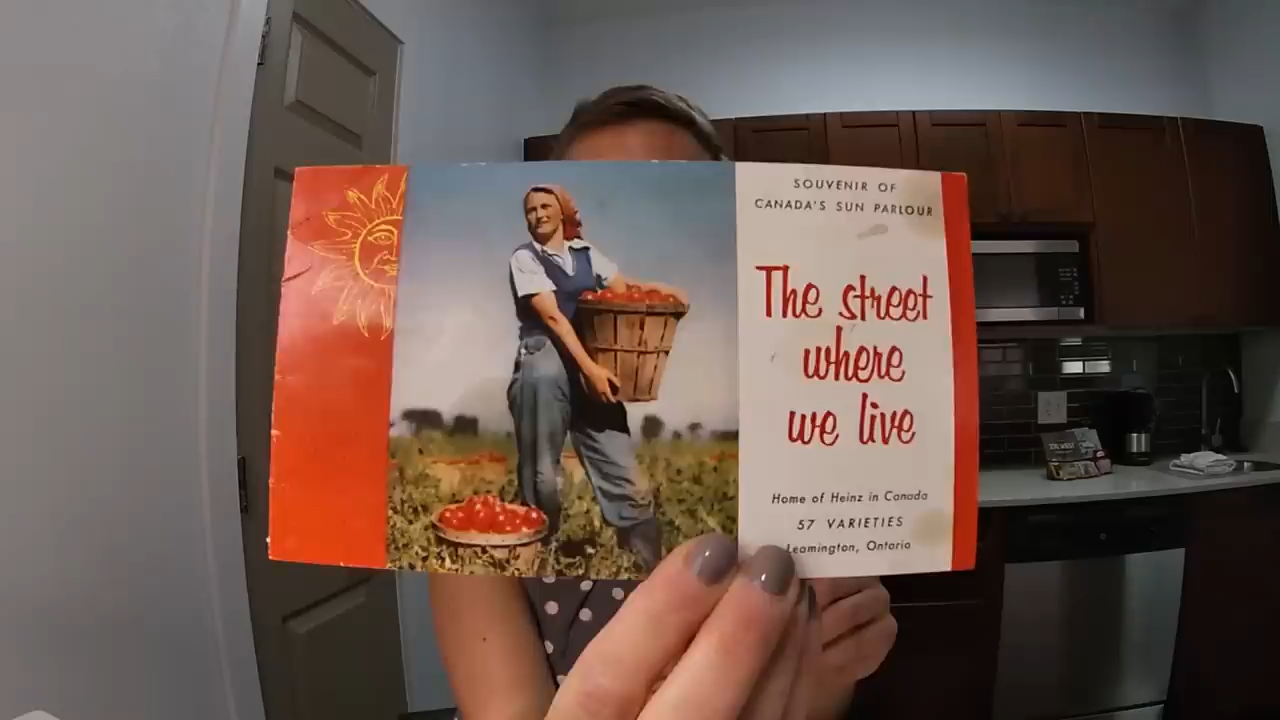 SOUVENIR OF
CANADA'S SUN PARLOUR
The street
where
we live
Home of Heinz in Canada
57 VARIETIES
Leamington, Ontario